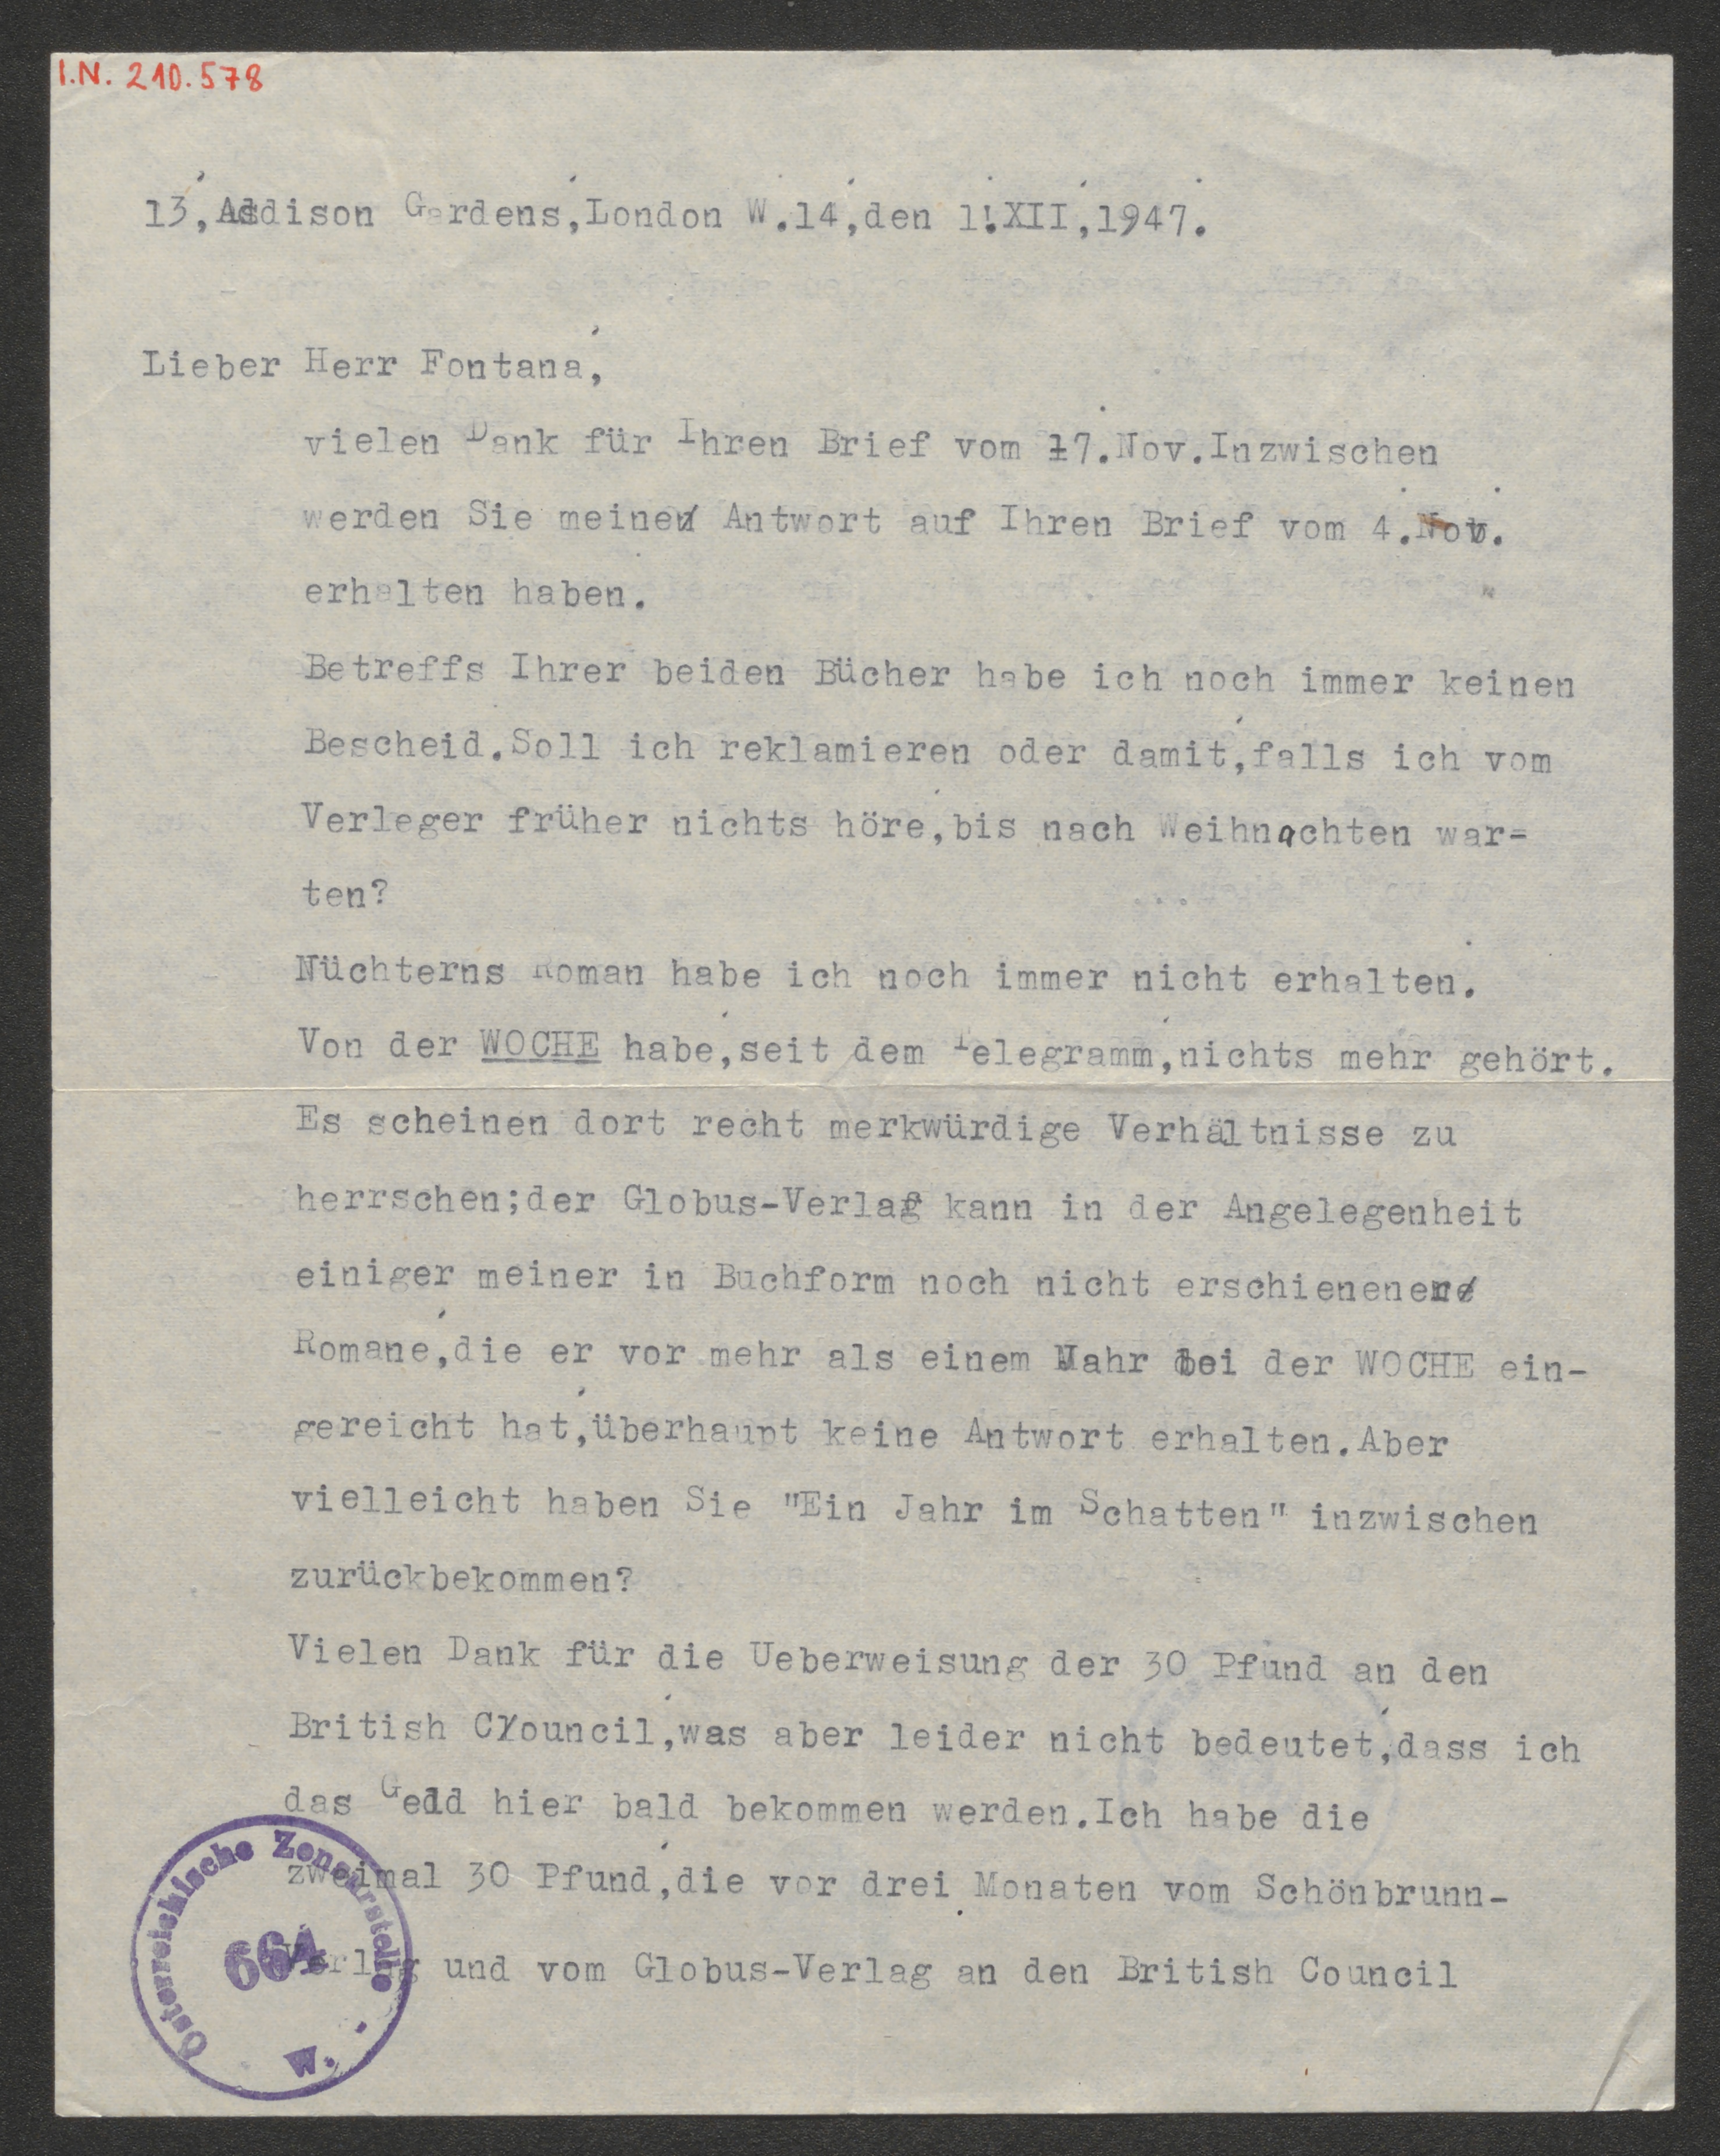 I.N. 210.578
13, Addison Gardens, London W.14, den 1.XII, 1947.
Lieber Herr Fontana,
vielen Dank für Ihren Brief vom 17.Nov.Inzwischen
werden Sie meine Antwort auf Ihren Brief vom 4.Nov.
erhalten haben.
Betreffs Ihrer beiden Bücher habe ich noch immer keinen
Bescheid.Soll ich reklamieren oder damit,falls ich vom
Verleger früher nichts höre,bis nach Weihnachten war-
ten?
Nüchterns Roman habe ich noch immer nicht erhalten.
Von der WOCHE habe,seit dem Telegramm,nichts mehr gehört.
Es scheinen dort recht merkwürdige Verhältnisse zu
herrschen;der Globus-Verlag kann in der Angelegenheit
einiger meiner in Buchform noch nicht erschienener
Romane,die er vor mehr als einem Jahr bei der WOCHE ein-
gereicht hat,überhaupt keine Antwort erhalten.Aber
vielleicht haben Sie "Ein Jahr im Schatten" inzwischen
zurückbekommen?
Vielen Dank für die Ueberweisung der 30 Pfund an den
British Council,was aber leider nicht bedeutet,dass ich
das Geld hier bald bekommen werden.Ich habe die
zweimal 30 Pfund,die vor drei Monaten vom Schönbrunn-
Verlag und vom Globus-Verlag an den British Council
Österreichische Zensurstelle
664
W.